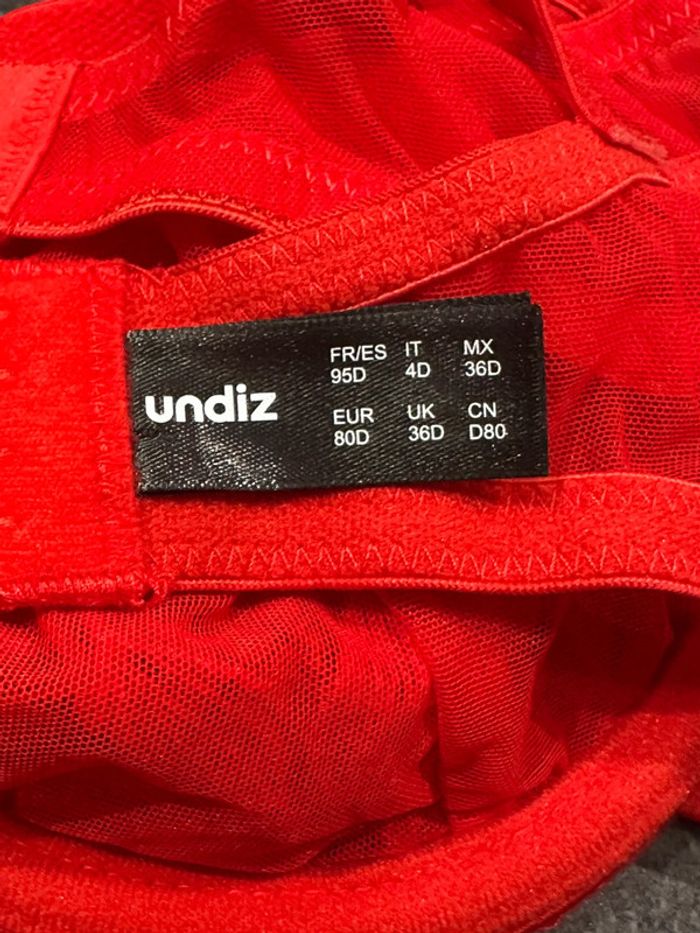 undiz
FR/ES IT MX
95D 4D 36D
EUR UK CN
80D 36D D80